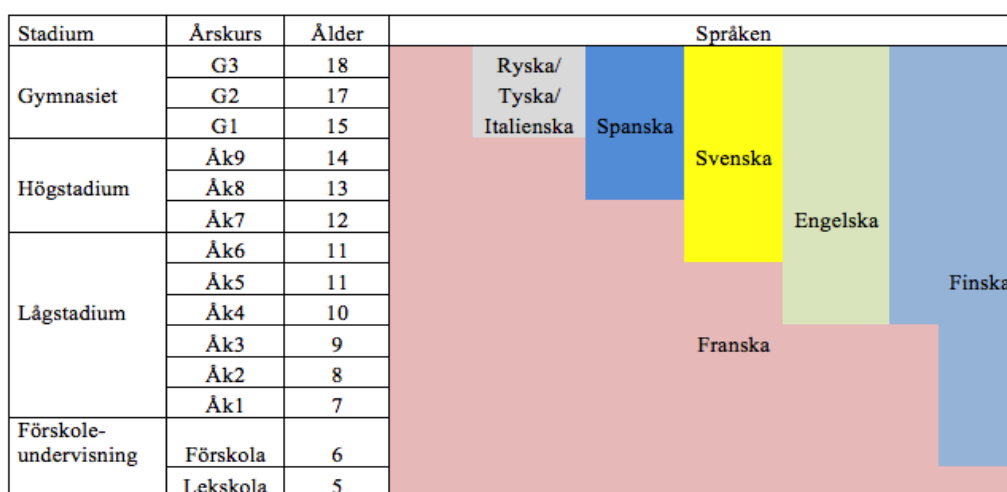 Stadium Årskurs Ålder Språken
G3 18 Ryska/
Gymnasiet G2 17 Tyska/
G1 15 Italienska Spanska
Åk9 14 Svenska
Högstadium Åk8 13
Åk7 12 Engelska
Åk6 11
Åk5 11 Finska
Lågstadium Åk4 10
Åk3 9 Franska
Åk2 8
Åk1 7
Förskole-
undervisning Förskola 6
Lekskola 5